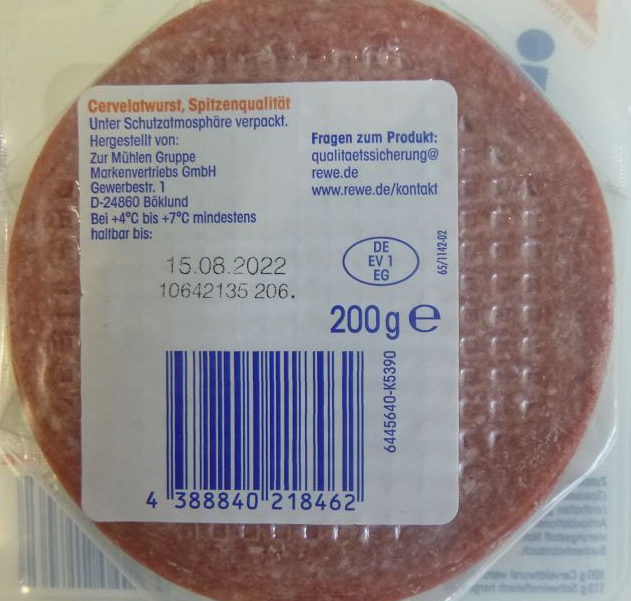 Cervelatwurst, Spitzenqualität
Unter Schutzatmosphäre verpackt.
Hergestellt von:
Zur Mühlen Gruppe
Markenvertriebs GmbH
Gewerbestr. 1
D-24860 Böklund
Bei +4°C bis +7°C mindestens
haltbar bis:
15.08.2022
10642135 206.
Fragen zum Produkt:
qualitaetssicherung@
rewe.de
www.rewe.de/kontakt
DE
EV 1
EG
65/1142-02
200 g e
6445640-K5390
4 388840 218462